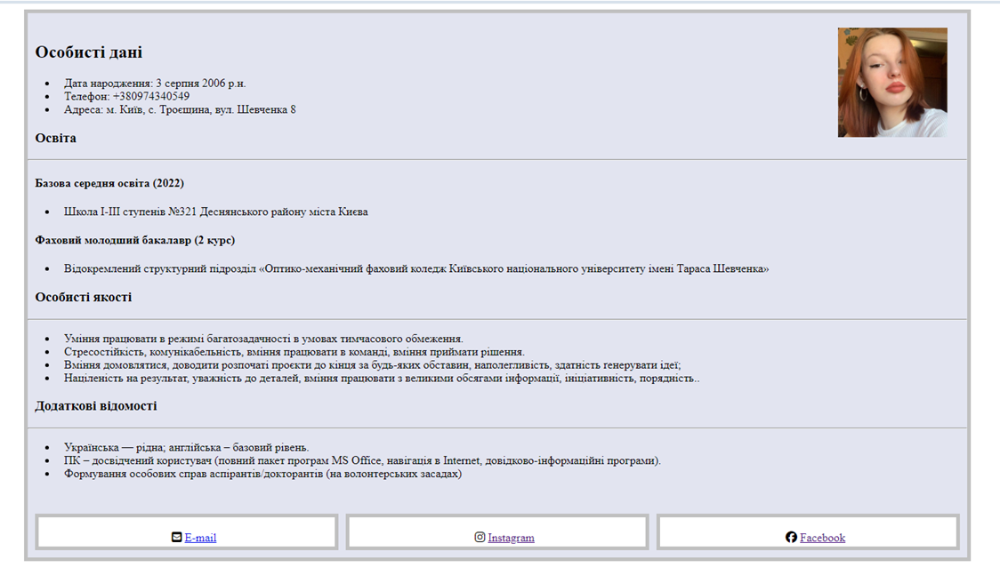 Особисті дані
Дата народження: 3 серпня 2006 р.н.
Телефон: +380974340549
Адреса: м. Київ, с. Троєщина, вул. Шевченка 8
Освіта
Базова середня освіта (2022)
Школа І-ІІІ ступенів №321 Деснянського району міста Києва
Фаховий молодший бакалавр (2 курс)
Відокремлений структурний підрозділ «Оптико-механічний фаховий коледж Київського національного університету імені Тараса Шевченка»
Особисті якості
Уміння працювати в режимі багатозадачності в умовах тимчасового обмеження.
Стресостійкість, комунікабельність, вміння працювати в команді, вміння приймати рішення.
Вміння домовлятися, доводити розпочаті проєкти до кінця за будь-яких обставин, наполегливість, здатність генерувати ідеї;
Націленість на результат, уважність до деталей, вміння працювати з великими обсягами інформації, ініціативність, порядність..
Додаткові відомості
Українська — рідна; англійська – базовий рівень.
ПК – досвідчений користувач (повний пакет програм MS Office, навігація в Internet, довідково-інформаційні програми).
Формування особових справ аспірантів/докторантів (на волонтерських засадах)
E-mail
Instagram
Facebook